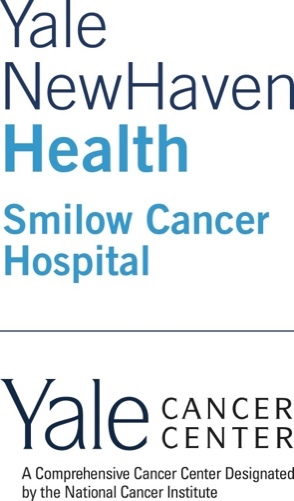 Yale
NewHaven
Health
Smilow Cancer
Hospital
Yale CANCER
CENTER
A Comprehensive Cancer Center Designated
by the National Cancer Institute